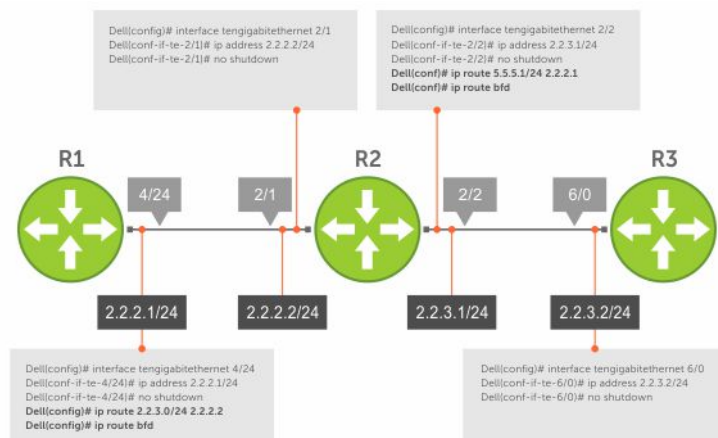 Dell(config)# interface tengigabitethernet 2/1
Dell(conf-if-te-2/1)# ip address 2.2.2.2/24
Dell(conf-if-te-2/1)# no shutdown
Dell(config)# interface tengigabitethernet 2/2
Dell(conf-if-te-2/2)# ip address 2.2.3.1/24
Dell(conf-if-te-2/2)# no shutdown
Dell(conf)# ip route 5.5.5.1/24 2.2.2.1
Dell(conf)# ip route bfd
R1
R2
R3
4/24
2/1
2/2
6/0
2.2.2.1/24
2.2.2.2/24
2.2.3.1/24
2.2.3.2/24
Dell(config)# interface tengigabitethernet 4/24
Dell(conf-if-te-4/24)# ip address 2.2.2.1/24
Dell(conf-if-te-4/24)# no shutdown
Dell(config)# ip route 2.2.3.0/24 2.2.2.2
Dell(config)# ip route bfd
Dell(config)# interface tengigabitethernet 6/0
Dell(conf-if-te-6/0)# ip address 2.2.3.2/24
Dell(conf-if-te-6/0)# no shutdown